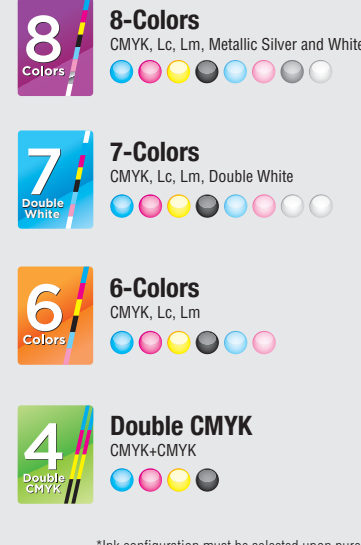 8
Colors
8-Colors
CMYK, Lc, Lm, Metallic Silver and White
7
Double
White
7-Colors
CMYK, Lc, Lm, Double White
6
Colors
6-Colors
CMYK, Lc, Lm
4
Double
CMYK
Double CMYK
CMYK+CMYK
*Ink configuration must be selected upon